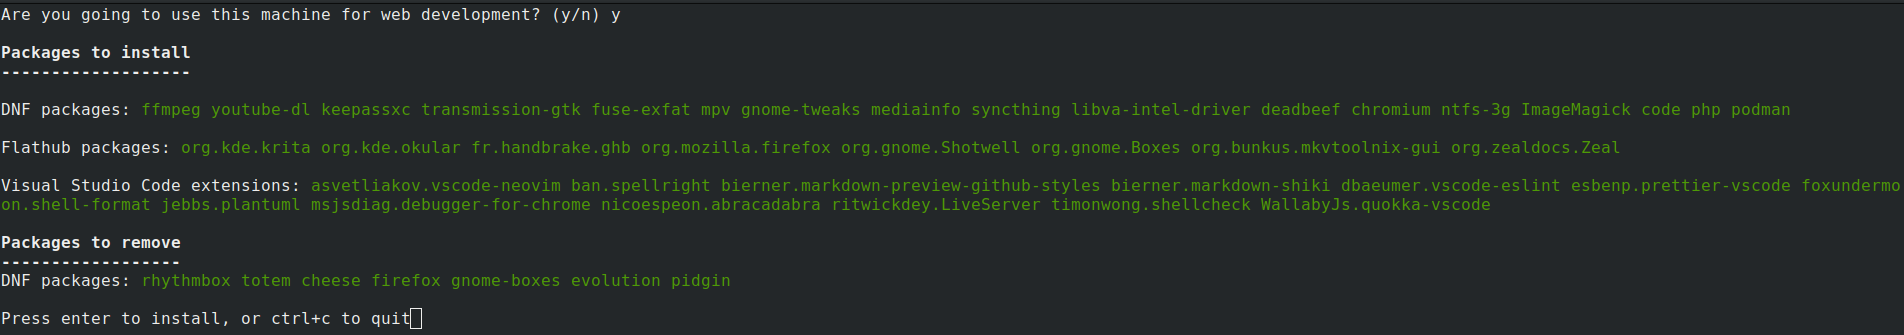 Are you going to use this machine for web development? (y/n) y
Packages to install
-------------------
DNF packages: ffmpeg youtube-dl keepassxc transmission-gtk fuse-exfat mpv gnome-tweaks mediainfo syncthing libva-intel-driver deadbeef chromium ntfs-3g ImageMagick code php podman
Flathub packages: org.kde.krita org.kde.okular fr.handbrake.ghb org.mozilla.firefox org.gnome.Shotwell org.gnome.Boxes org.bunkus.mkvtoolnix-gui org.zealdocs.Zeal
Visual Studio Code extensions: asvetliakov.vscode-neovim ban.spellright bierner.markdown-preview-github-styles bierner.markdown-shiki dbaeumer.vscode-eslint esbenp.prettier-vscode foxundermo
on.shell-format jebbs.plantuml msjsdiag.debugger-for-chrome nicoespeon.abracadabra ritwickdey.LiveServer timonwong.shellcheck WallabyJs.quokka-vscode
Packages to remove
------------------
DNF packages: rhythmbox totem cheese firefox gnome-boxes evolution pidgin
Press enter to install, or ctrl+c to quit